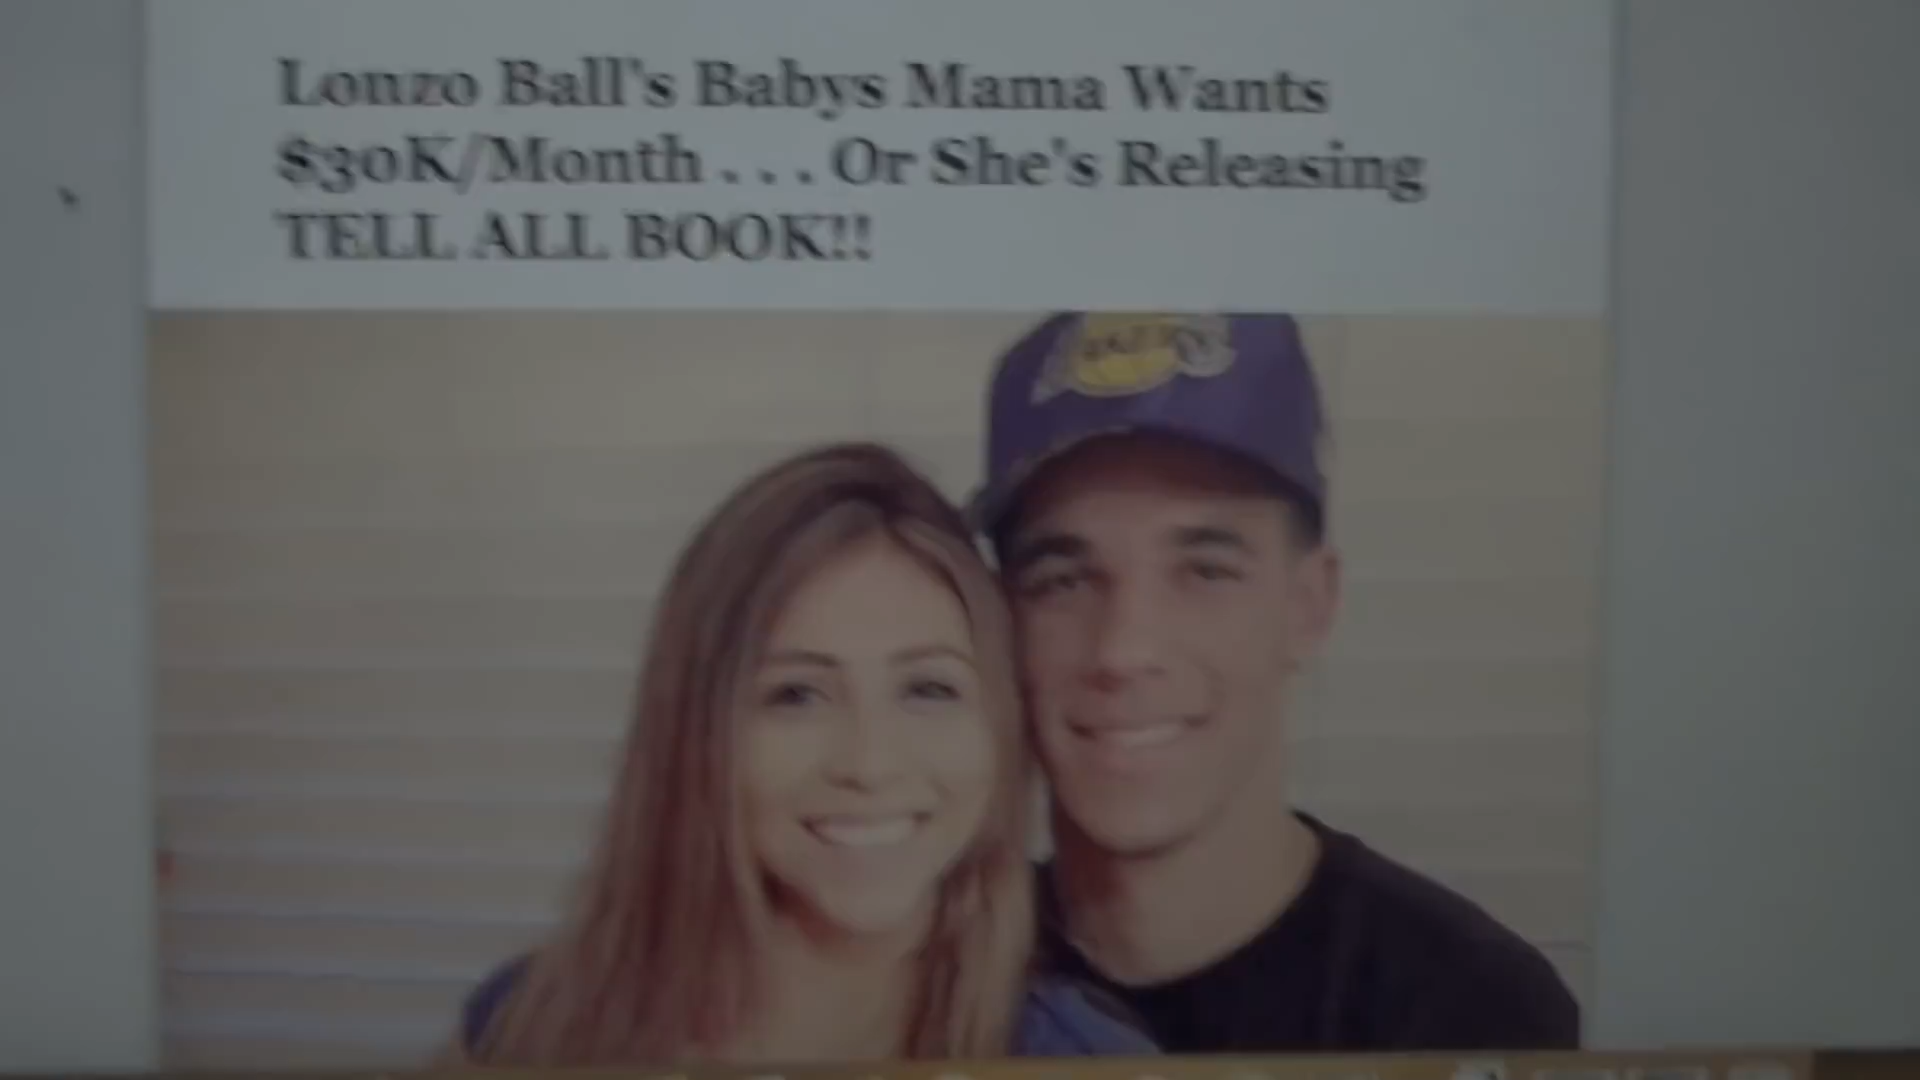 Lonzo Ball's Babys Mama Wants
$30K/Month . . . Or She's Releasing
TELL ALL BOOK!!